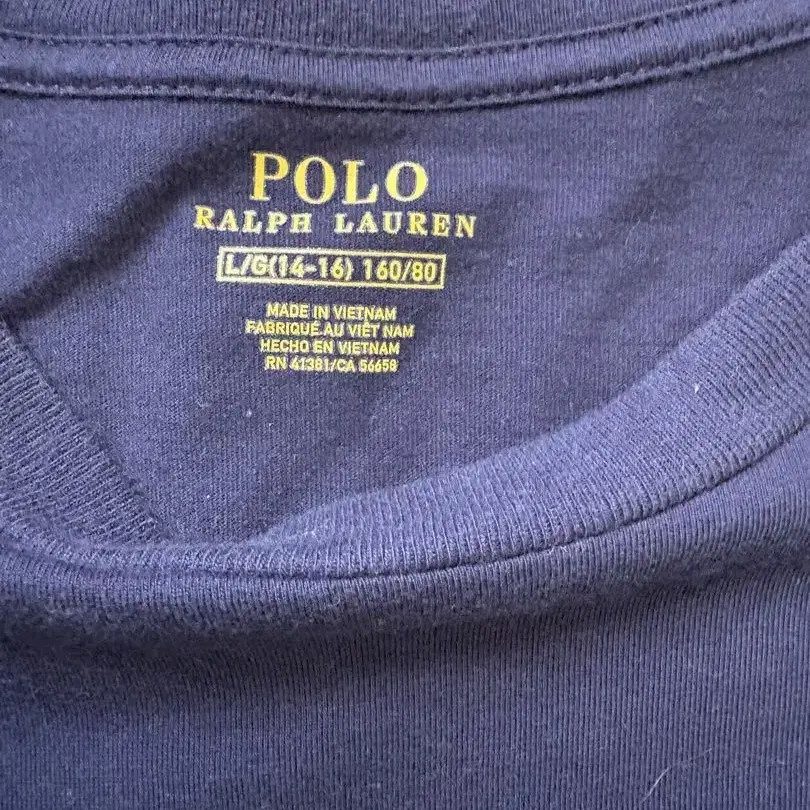 POLO
RALPH LAUREN
L/G(14-16) 160/80
MADE IN VIETNAM
FABRIQUÉ AU VIÊT NAM
HECHO EN VIETNAM
RN 41381/CA 56658